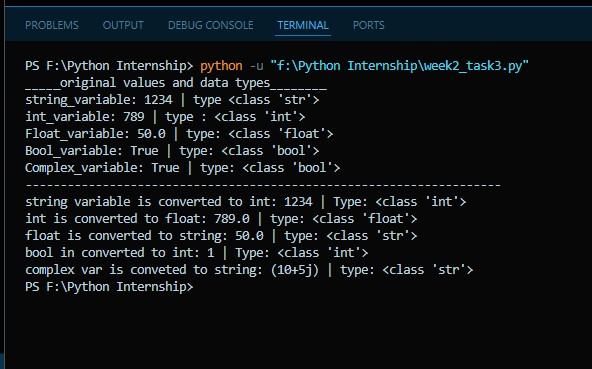 PROBLEMS OUTPUT DEBUG CONSOLE TERMINAL PORTS
PS F:\Python Internship> python -u "f:\Python Internship\week2_task3.py"
_____original values and data types________
string_variable: 1234 | type <class 'str'>
int_variable: 789 | type : <class 'int'>
Float_variable: 50.0 | type: <class 'float'>
Bool_variable: True | type: <class 'bool'>
Complex_variable: True | type: <class 'bool'>
--------------------------------------------------------------------
string variable is converted to int: 1234 | Type: <class 'int'>
int is converted to float: 789.0 | type: <class 'float'>
float is converted to string: 50.0 | type: <class 'str'>
bool in converted to int: 1 | Type: <class 'int'>
complex var is conveted to string: (10+5j) | type: <class 'str'>
PS F:\Python Internship>